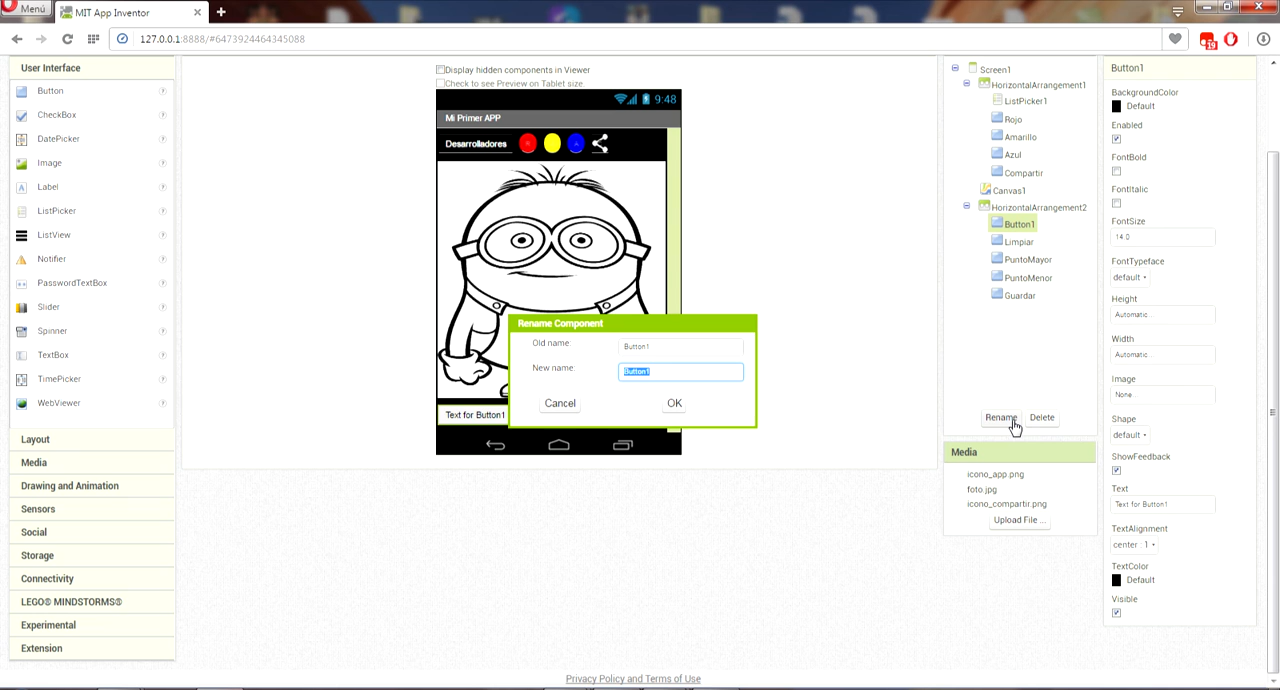 Menú
MIT App Inventor
127.0.0.1:8888/#6473924464345088
19
User Interface
Button
CheckBox
DatePicker
Image
Label
ListPicker
ListView
Notifier
PasswordTextBox
Slider
Spinner
TextBox
TimePicker
WebViewer
Layout
Media
Drawing and Animation
Sensors
Social
Storage
Connectivity
LEGO® MINDSTORMS®
Experimental
Extension
Display hidden components in Viewer
Check to see Preview on Tablet size
9:48
Mi Primer APP
Desarrolladores
Rename Component
Old name:
Button1
New name:
Button1
Cancel
OK
Text for Button1
Screen1
HorizontalArrangement1
ListPicker1
Rojo
Amarillo
Azul
Compartir
Canvas1
HorizontalArrangement2
Button1
Limpiar
PuntoMayor
PuntoMenor
Guardar
Rename
Delete
Media
icono_app.png
foto.jpg
icono_compartir.png
Upload File ...
Button1
BackgroundColor
Default
Enabled
FontBold
FontItalic
FontSize
14.0
FontTypeface
default
Height
Automatic...
Width
Automatic...
Image
None...
Shape
default
ShowFeedback
Text
Text for Button1
TextAlignment
center : 1
TextColor
Default
Visible
Privacy Policy and Terms of Use